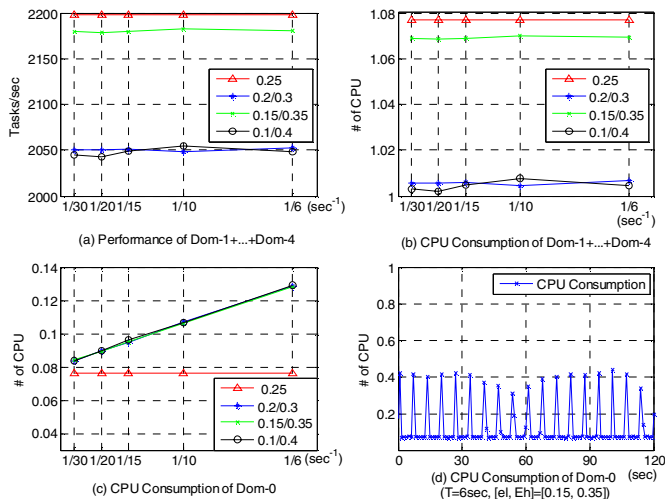 2200
2150
2100
2050
2000
Tasks/sec
0.25
0.2/0.3
0.15/0.35
0.1/0.4
1/30 1/20 1/15 1/10 1/6 (sec⁻¹)
(a) Performance of Dom-1+...+Dom-4
1.08
1.06
1.04
1.02
1
# of CPU
0.25
0.2/0.3
0.15/0.35
0.1/0.4
1/30 1/20 1/15 1/10 1/6 (sec⁻¹)
(b) CPU Consumption of Dom-1+...+Dom-4
0.14
0.12
0.1
0.08
0.06
0.04
# of CPU
0.25
0.2/0.3
0.15/0.35
0.1/0.4
1/30 1/20 1/15 1/10 1/6 (sec⁻¹)
(c) CPU Consumption of Dom-0
1
0.8
0.6
0.4
0.2
# of CPU
CPU Consumption
0 30 60 90 120
(sec)
(d) CPU Consumption of Dom-0
(T=6sec, [el, Eh]=[0.15, 0.35])